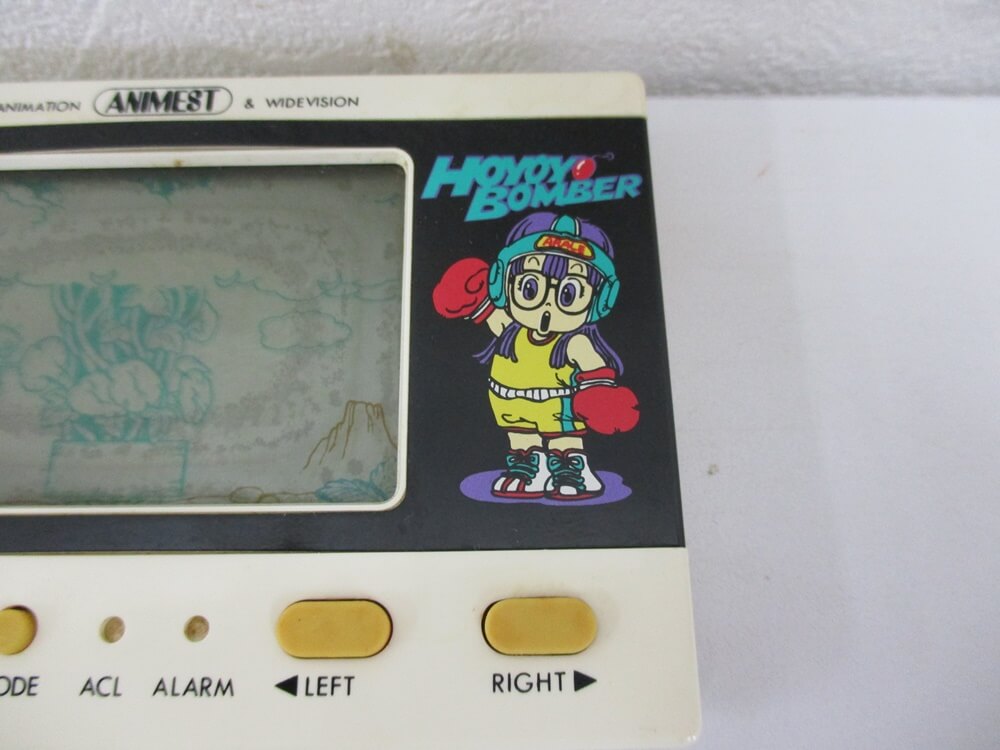 ANIMATION ANIMEST & WIDEVISION
HOYOYO
BOMBER
ARALE
ODE ACL ALARM ◀LEFT RIGHT▶